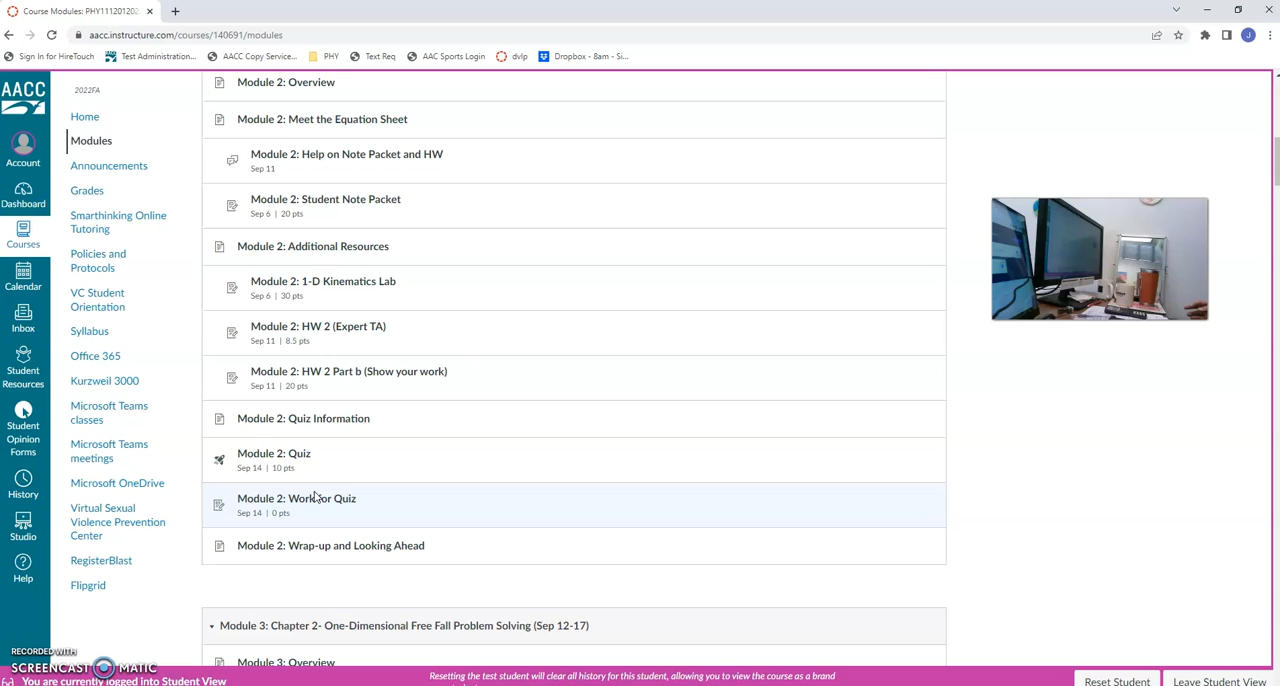 Course Modules: PHY111201202
aacc.instructure.com/courses/140691/modules
Sign In for HireTouch
Test Administration...
AACC Copy Service...
PHY
Text Req
AAC Sports Login
dvlp
Dropbox - 8am - Si...
J
AACC
Account
Dashboard
Courses
Calendar
Inbox
Student
Resources
Student
Opinion
Forms
History
Studio
Help
2022FA
Home
Modules
Announcements
Grades
Smarthinking Online
Tutoring
Policies and
Protocols
VC Student
Orientation
Syllabus
Office 365
Kurzweil 3000
Microsoft Teams
classes
Microsoft Teams
meetings
Microsoft OneDrive
Virtual Sexual
Violence Prevention
Center
RegisterBlast
Flipgrid
Module 2: Overview
Module 2: Meet the Equation Sheet
Module 2: Help on Note Packet and HW
Sep 11
Module 2: Student Note Packet
Sep 6 | 20 pts
Module 2: Additional Resources
Module 2: 1-D Kinematics Lab
Sep 6 | 30 pts
Module 2: HW 2 (Expert TA)
Sep 11 | 8.5 pts
Module 2: HW 2 Part b (Show your work)
Sep 11 | 20 pts
Module 2: Quiz Information
Module 2: Quiz
Sep 14 | 10 pts
Module 2: Work for Quiz
Sep 14 | 0 pts
Module 2: Wrap-up and Looking Ahead
Module 3: Chapter 2- One-Dimensional Free Fall Problem Solving (Sep 12-17)
Module 3: Overview
RECORDED WITH
SCREENCAST MATIC
You are currently logged into Student View
Resetting the test student will clear all history for this student, allowing you to view the course as a brand
Reset Student
Leave Student View